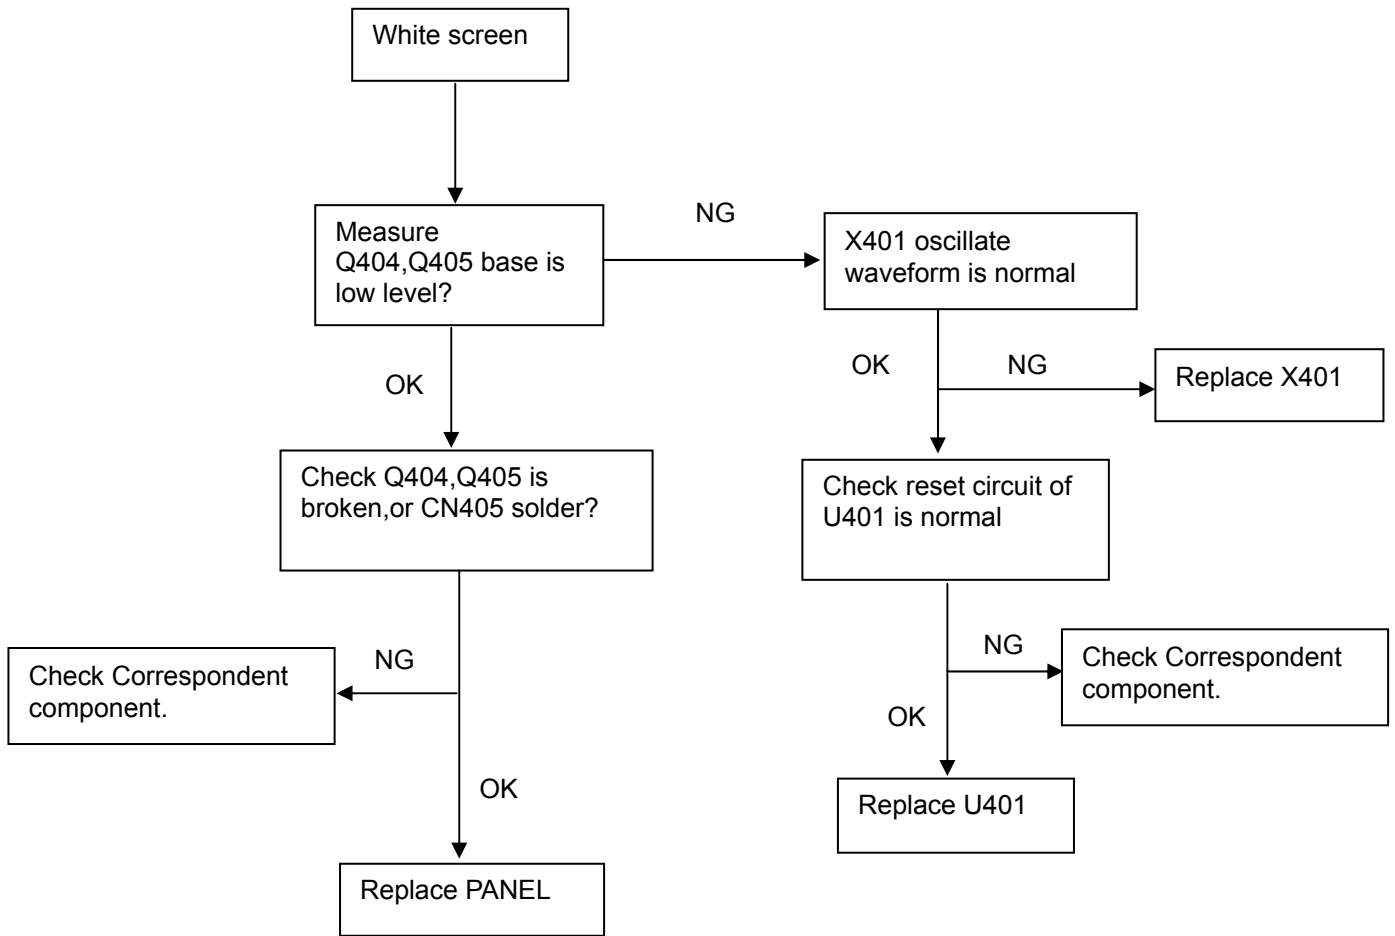 White screen
Measure
Q404,Q405 base is
low level?
NG
X401 oscillate
waveform is normal
OK
NG
Replace X401
OK
Check Q404,Q405 is
broken,or CN405 solder?
Check reset circuit of
U401 is normal
NG
Check Correspondent
component.
NG
Check Correspondent
component.
OK
Replace U401
OK
Replace PANEL